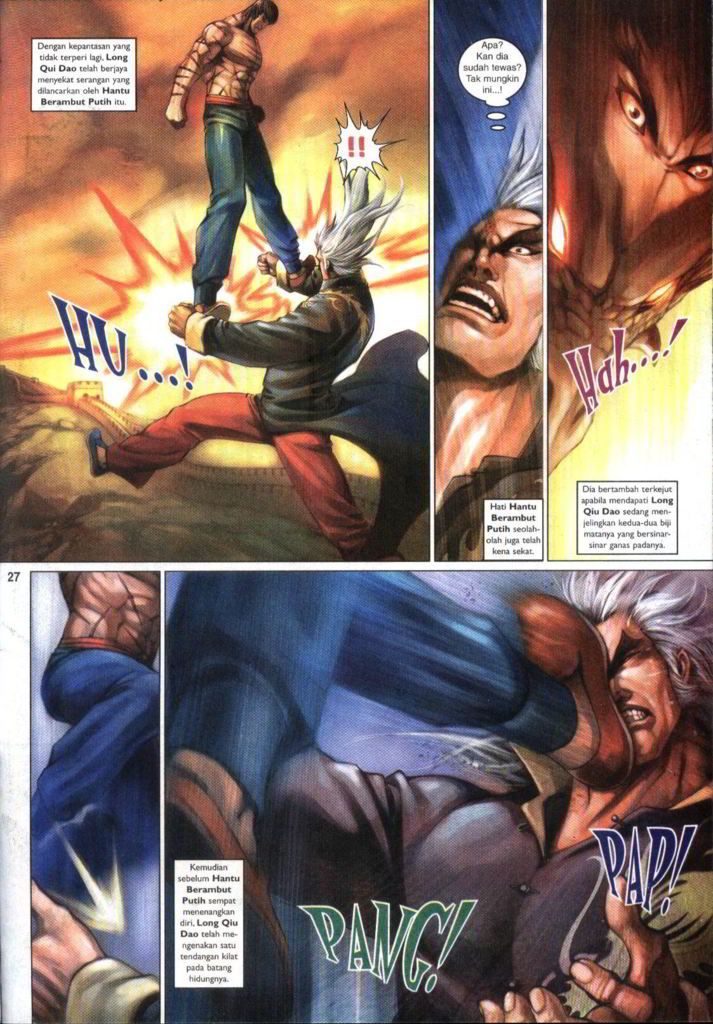 Dengan kepantasan yang
tidak terperi lagi, Long
Qui Dao telah berjaya
menyekat serangan yang
dilancarkan oleh Hantu
Berambut Putih itu.
!!
HU....!
Apa?
Kan dia
sudah tewas?
Tak mungkin
ini...!
Hati Hantu
Berambut
Putih seolah-
olah juga telah
kena sekat.
Hah....!
Dia bertambah terkejut
apabila mendapati Long
Qiu Dao sedang men-
jelingkan kedua-dua biji
matanya yang bersinar-
sinar ganas padanya.
27
Kemudian
sebelum Hantu
Berambut
Putih sempat
menenangkan
diri, Long Qiu
Dao telah me-
ngenakan satu
tendangan kilat
pada batang
hidungnya.
PANG!
PAP!